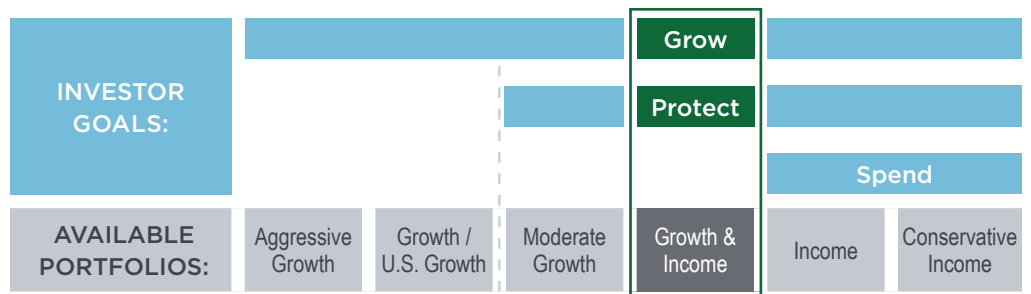 Grow
INVESTOR
GOALS:
Protect
Spend
AVAILABLE
PORTFOLIOS:
Aggressive
Growth
Growth /
U.S. Growth
Moderate
Growth
Growth &
Income
Income
Conservative
Income